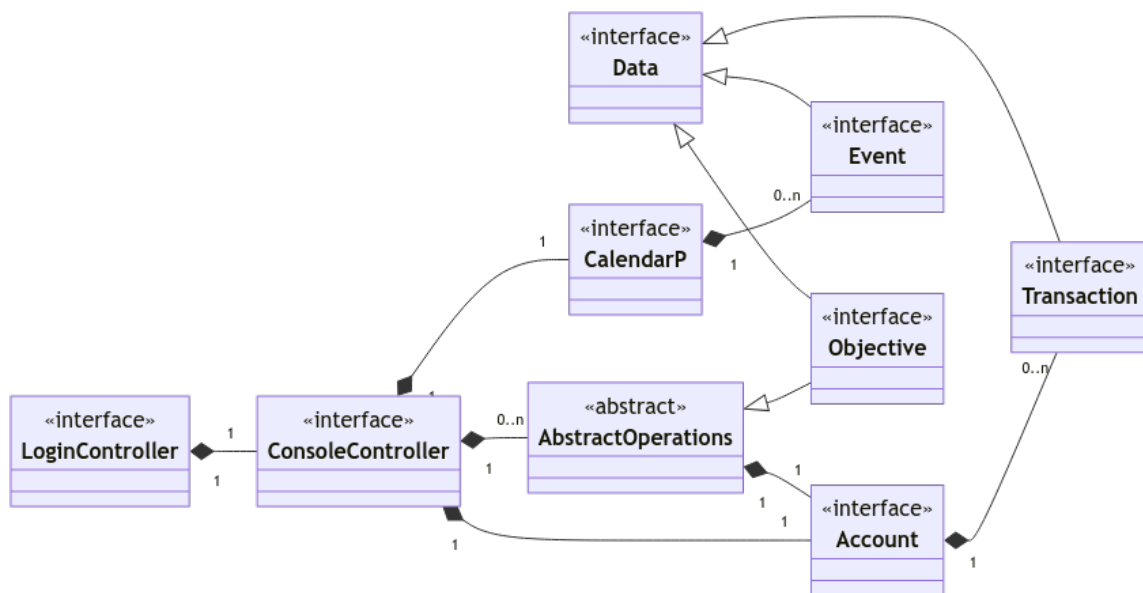 «interface»
Data
«interface»
Event
0..n
«interface»
CalendarP
1
1
«interface»
Transaction
0..n
«interface»
Objective
«abstract»
AbstractOperations
«interface»
LoginController
1
1
«interface»
ConsoleController
1
0..n
1
1
1
1
1
«interface»
Account
1